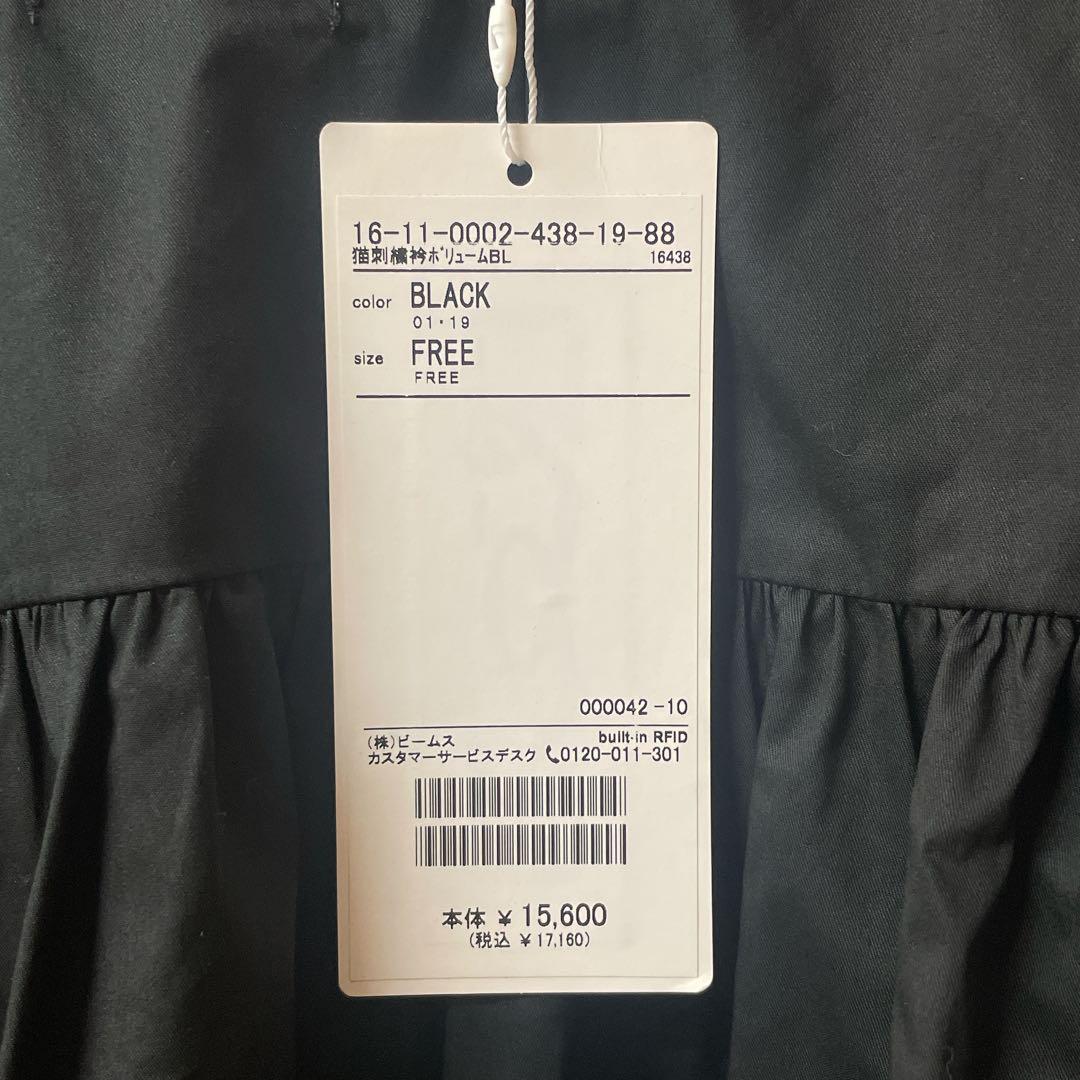 16-11-0002-438-19-88
猫刺繍衿ﾎﾞﾘｭｰﾑBL 16438
color BLACK
01・19
size FREE
FREE
000042-10
(株)ビームス built-in RFID
カスタマーサービスデスク 0120-011-301
本体 ¥15,600
(税込 ¥17,160)